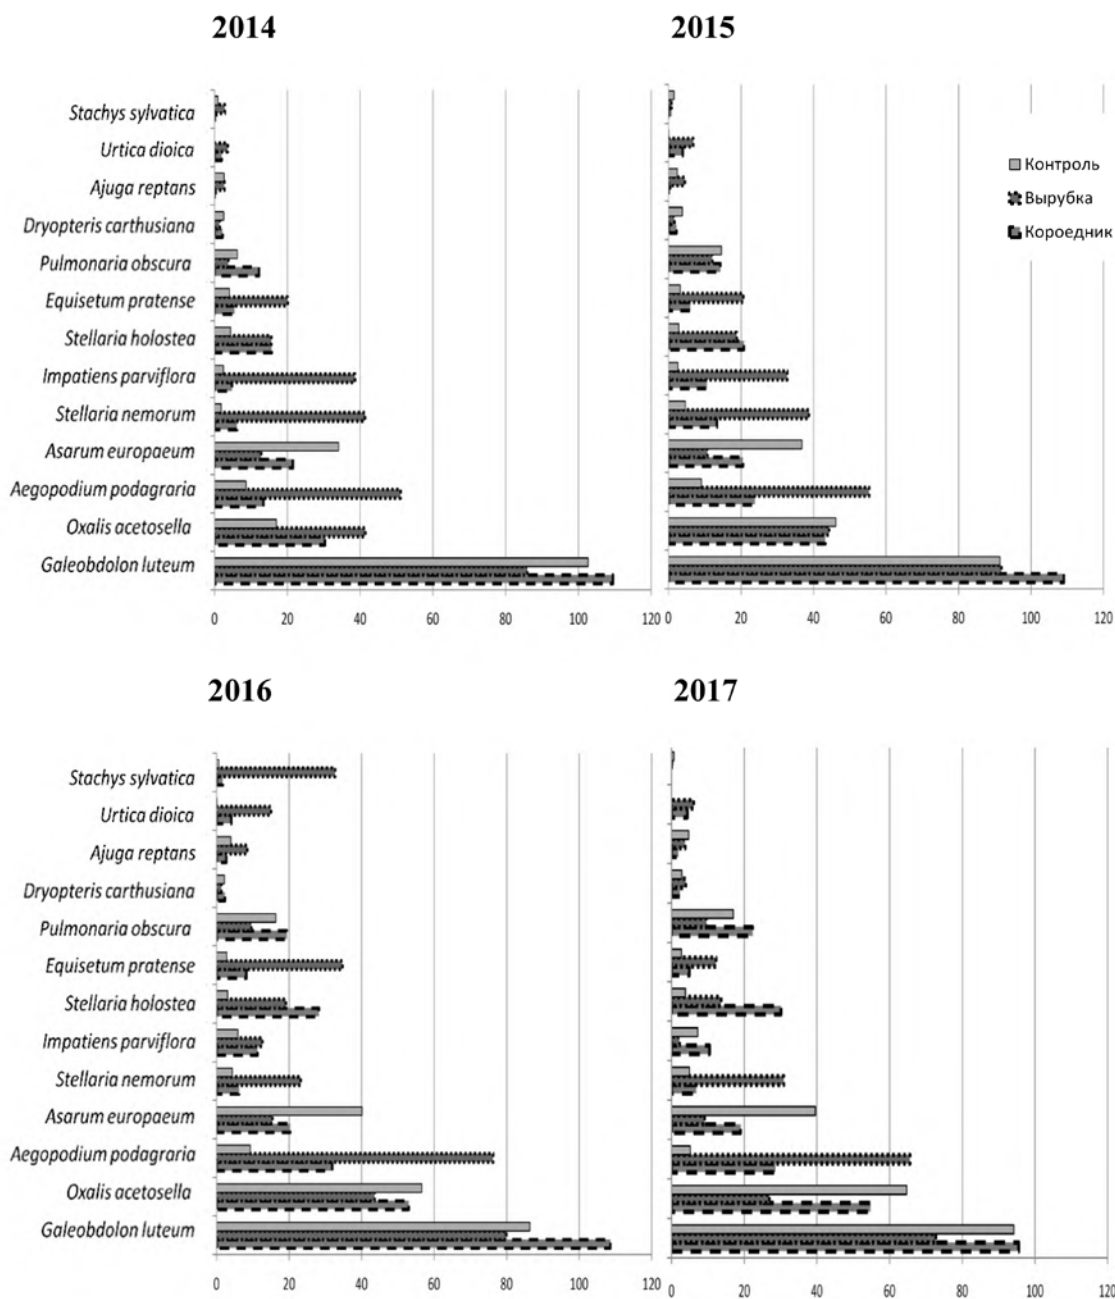 2014
2015
Stachys sylvatica
Urtica dioica
Ajuga reptans
Dryopteris carthusiana
Pulmonaria obscura
Equisetum pratense
Stellaria holostea
Impatiens parviflora
Stellaria nemorum
Asarum europaeum
Aegopodium podagraria
Oxalis acetosella
Galeobdolon luteum
0 20 40 60 80 100 120
0 20 40 60 80 100 120
Контроль
Вырубка
Короедник
2016
2017
Stachys sylvatica
Urtica dioica
Ajuga reptans
Dryopteris carthusiana
Pulmonaria obscura
Equisetum pratense
Stellaria holostea
Impatiens parviflora
Stellaria nemorum
Asarum europaeum
Aegopodium podagraria
Oxalis acetosella
Galeobdolon luteum
0 20 40 60 80 100 120
0 20 40 60 80 100 120